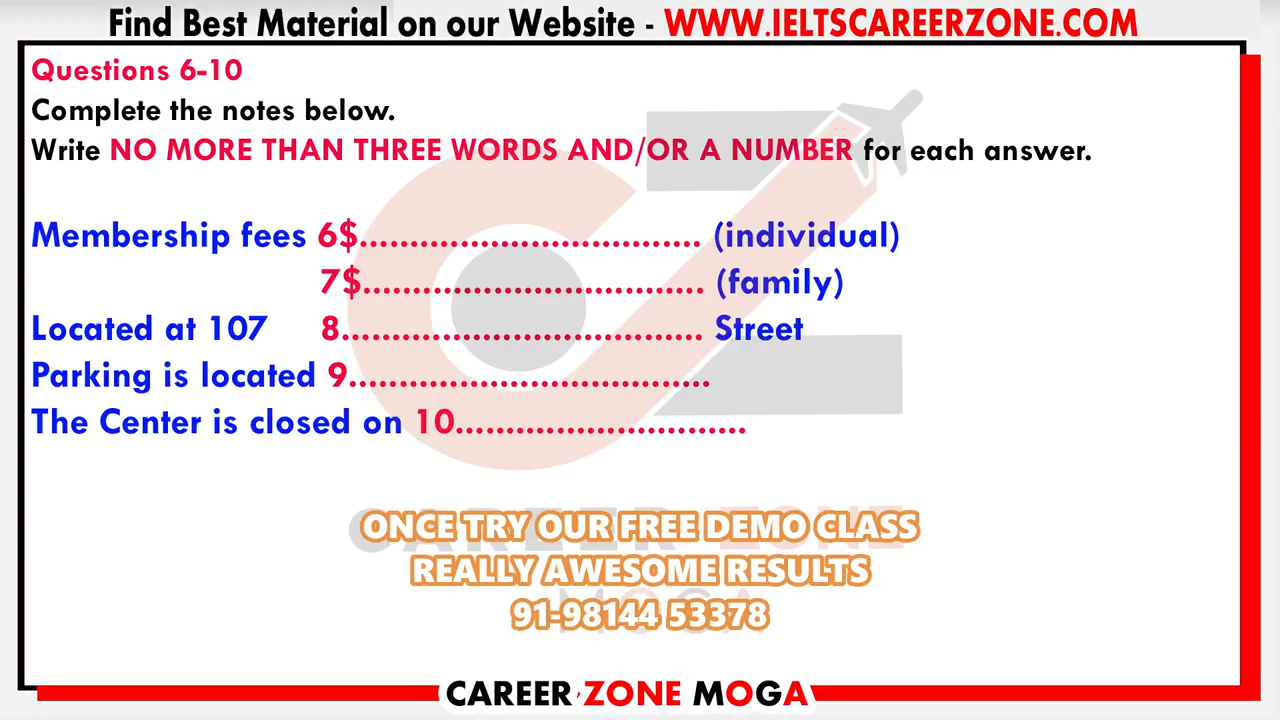 Find Best Material on our Website - WWW.IELTSCAREERZONE.COM
Questions 6-10
Complete the notes below.
Write NO MORE THAN THREE WORDS AND/OR A NUMBER for each answer.
Membership fees 6$.................................. (individual)
7$.................................. (family)
Located at 107 8.................................... Street
Parking is located 9....................................
The Center is closed on 10.............................
CAREER ZONE
MOGA
ONCE TRY OUR FREE DEMO CLASS
REALLY AWESOME RESULTS
91-98144 53378
CAREER ZONE MOGA